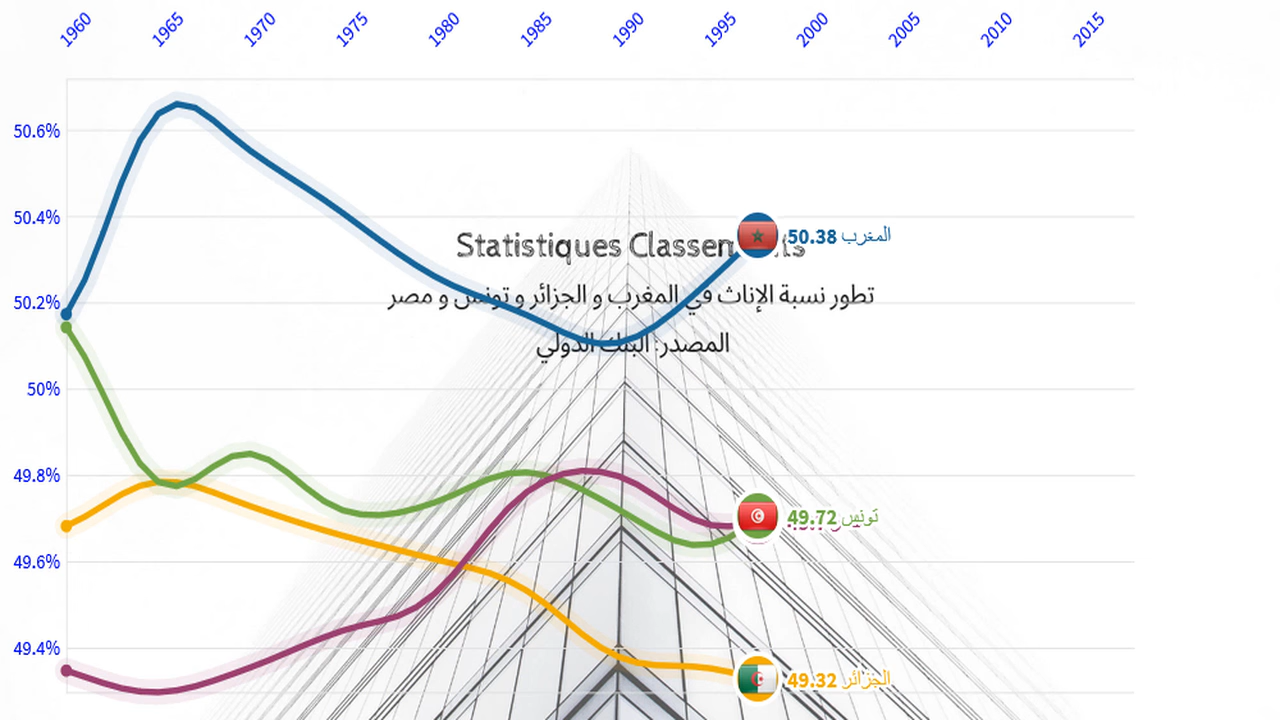 1960 1965 1970 1975 1980 1985 1990 1995 2000 2005 2010 2015
50.6%
50.4%
50.2%
50%
49.8%
49.6%
49.4%
Statistiques
تطور نسبة الإناث في المغرب و الجزائر و تونس و مصر
المصدر: البنك الدولي
50.38 المغرب
49.72 تونس
49.32 الجزائر